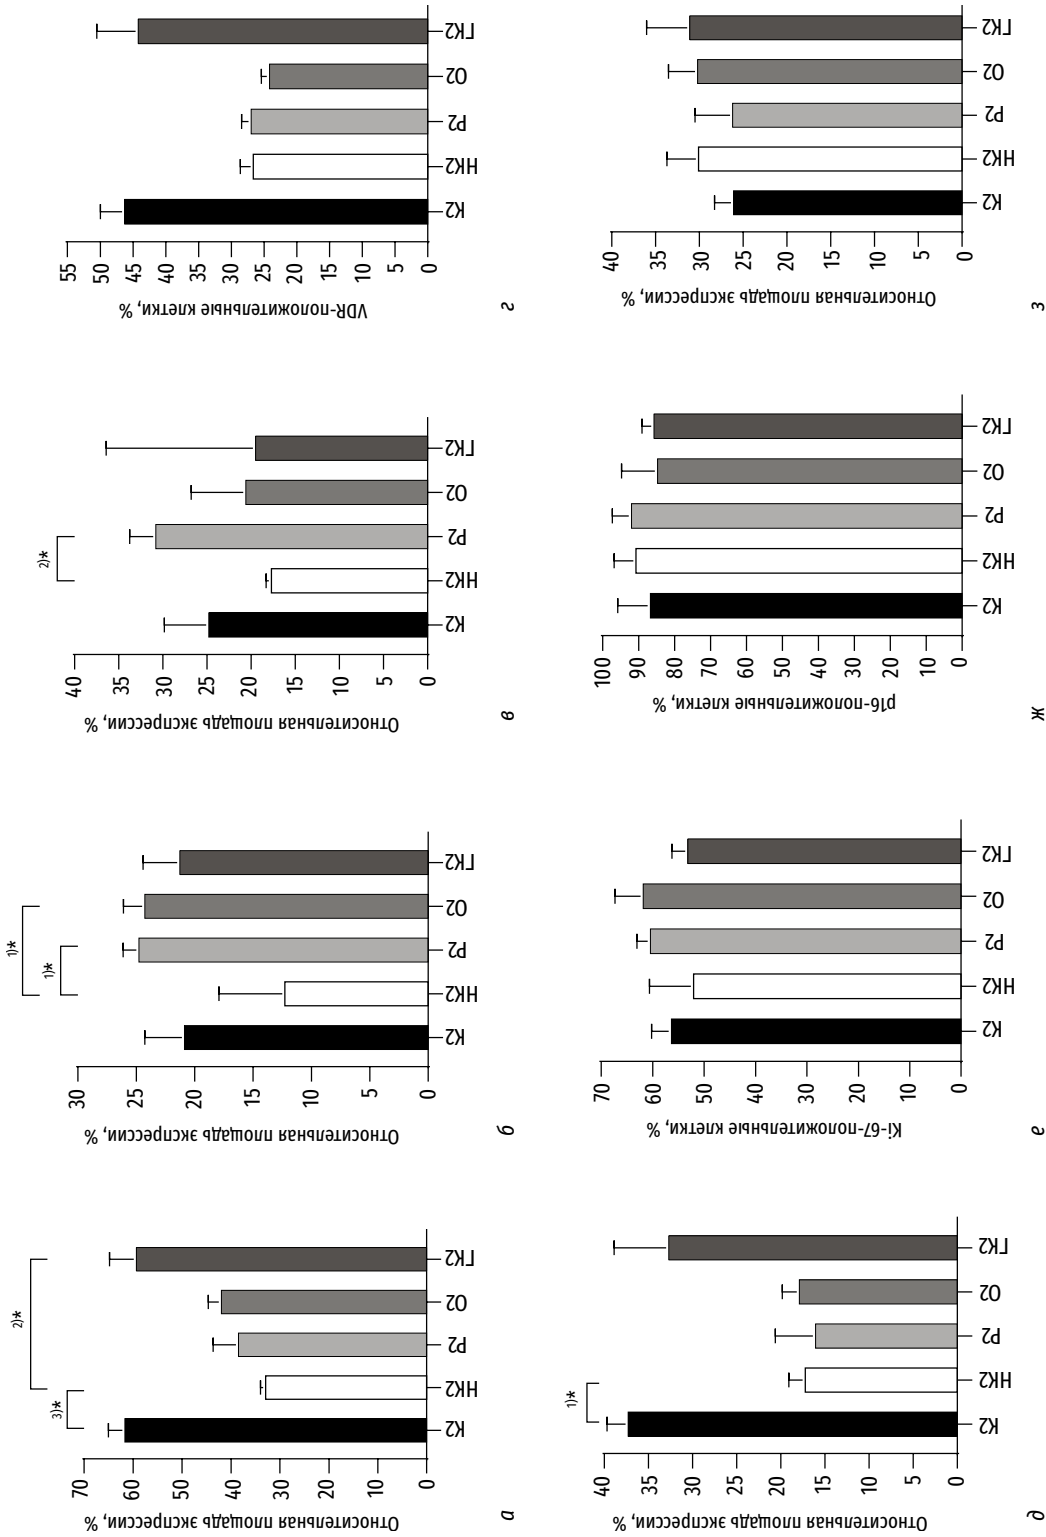 Относительная площадь экспрессии, %
70
60
50
40
30
20
10
0
3)*
2)*
К2
НК2
Р2
О2
ГК2
а
Относительная площадь экспрессии, %
30
25
20
15
10
5
0
1)*
1)*
К2
НК2
Р2
О2
ГК2
б
Относительная площадь экспрессии, %
40
35
30
25
20
15
10
5
0
2)*
К2
НК2
Р2
О2
ГК2
в
VDR-положительные клетки, %
55
50
45
40
35
30
25
20
15
10
5
0
К2
НК2
Р2
О2
ГК2
г
Относительная площадь экспрессии, %
40
35
30
25
20
15
10
5
0
1)*
К2
НК2
Р2
О2
ГК2
д
Ki-67-положительные клетки, %
70
60
50
40
30
20
10
0
К2
НК2
Р2
О2
ГК2
е
p16-положительные клетки, %
100
90
80
70
60
50
40
30
20
10
0
К2
НК2
Р2
О2
ГК2
ж
Относительная площадь экспрессии, %
40
35
30
25
20
15
10
5
0
К2
НК2
Р2
О2
ГК2
з